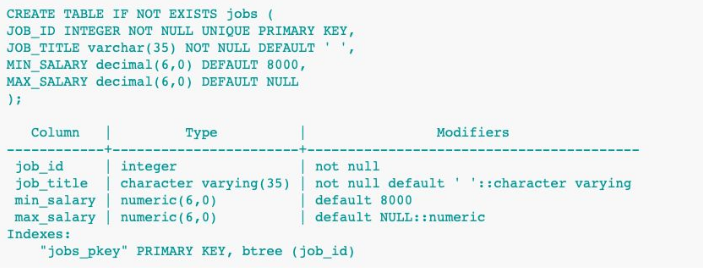 CREATE TABLE IF NOT EXISTS jobs (
JOB_ID INTEGER NOT NULL UNIQUE PRIMARY KEY,
JOB_TITLE varchar(35) NOT NULL DEFAULT ' ',
MIN_SALARY decimal(6,0) DEFAULT 8000,
MAX_SALARY decimal(6,0) DEFAULT NULL
);
   Column   |         Type          |               Modifiers
------------+-----------------------+----------------------------------------
 job_id     | integer               | not null
 job_title  | character varying(35) | not null default ' '::character varying
 min_salary | numeric(6,0)          | default 8000
 max_salary | numeric(6,0)          | default NULL::numeric
Indexes:
    "jobs_pkey" PRIMARY KEY, btree (job_id)